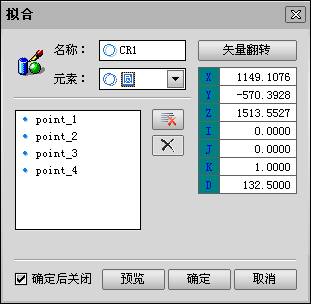 拟合
名称： CR1
矢量翻转
元素： 圆
X 1149.1076
Y -570.3928
Z 1513.5527
I 0.0000
J 0.0000
K 1.0000
D 132.5000
point_1
point_2
point_3
point_4
确定后关闭
预览
确定
取消